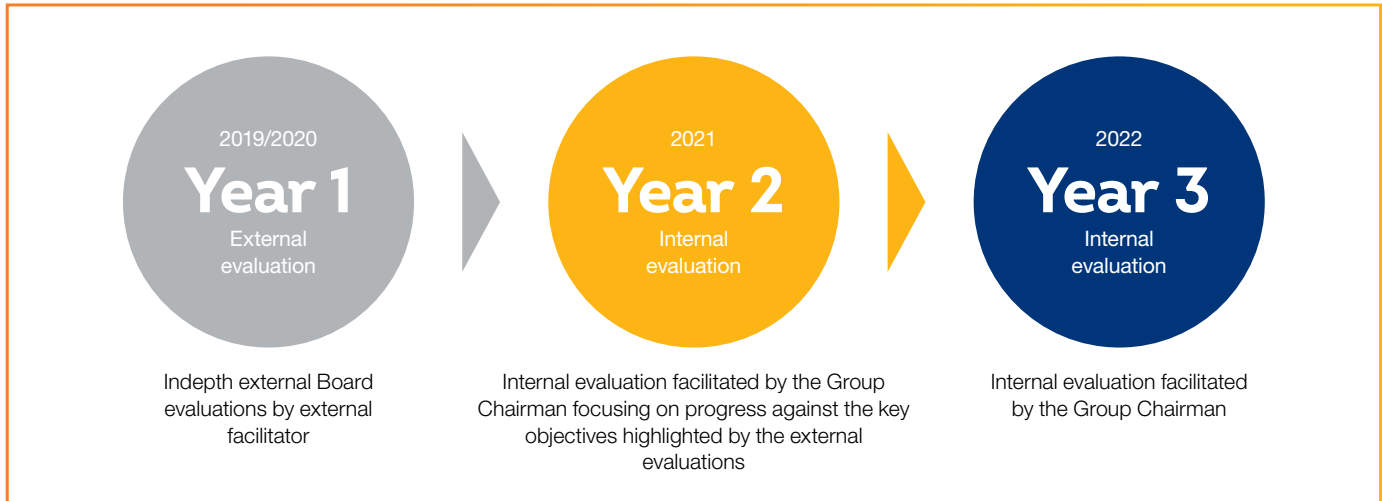 2019/2020
Year 1
External
evaluation
Indepth external Board
evaluations by external
facilitator
2021
Year 2
Internal
evaluation
Internal evaluation facilitated by the Group
Chairman focusing on progress against the key
objectives highlighted by the external
evaluations
2022
Year 3
Internal
evaluation
Internal evaluation facilitated
by the Group Chairman